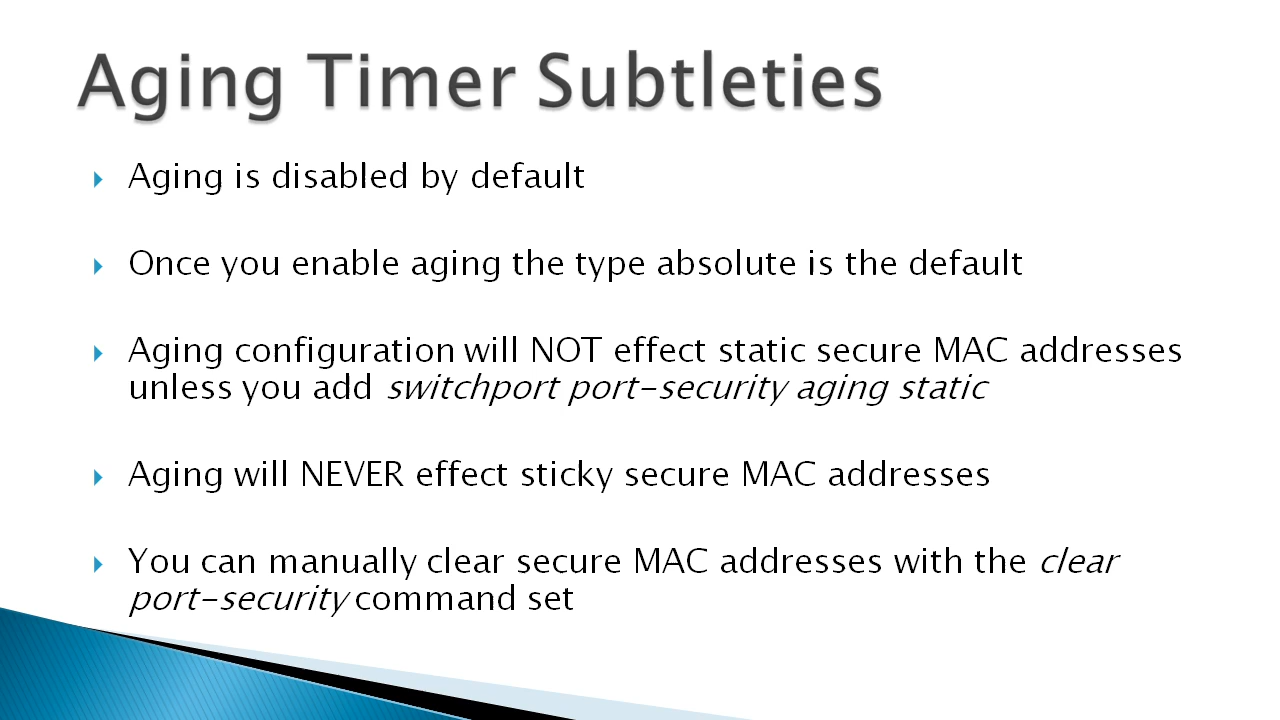 Aging Timer Subtleties
Aging is disabled by default
Once you enable aging the type absolute is the default
Aging configuration will NOT effect static secure MAC addresses
unless you add switchport port-security aging static
Aging will NEVER effect sticky secure MAC addresses
You can manually clear secure MAC addresses with the clear
port-security command set